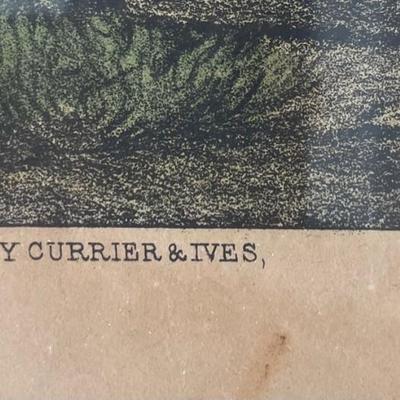 Y CURRIER & IVES,